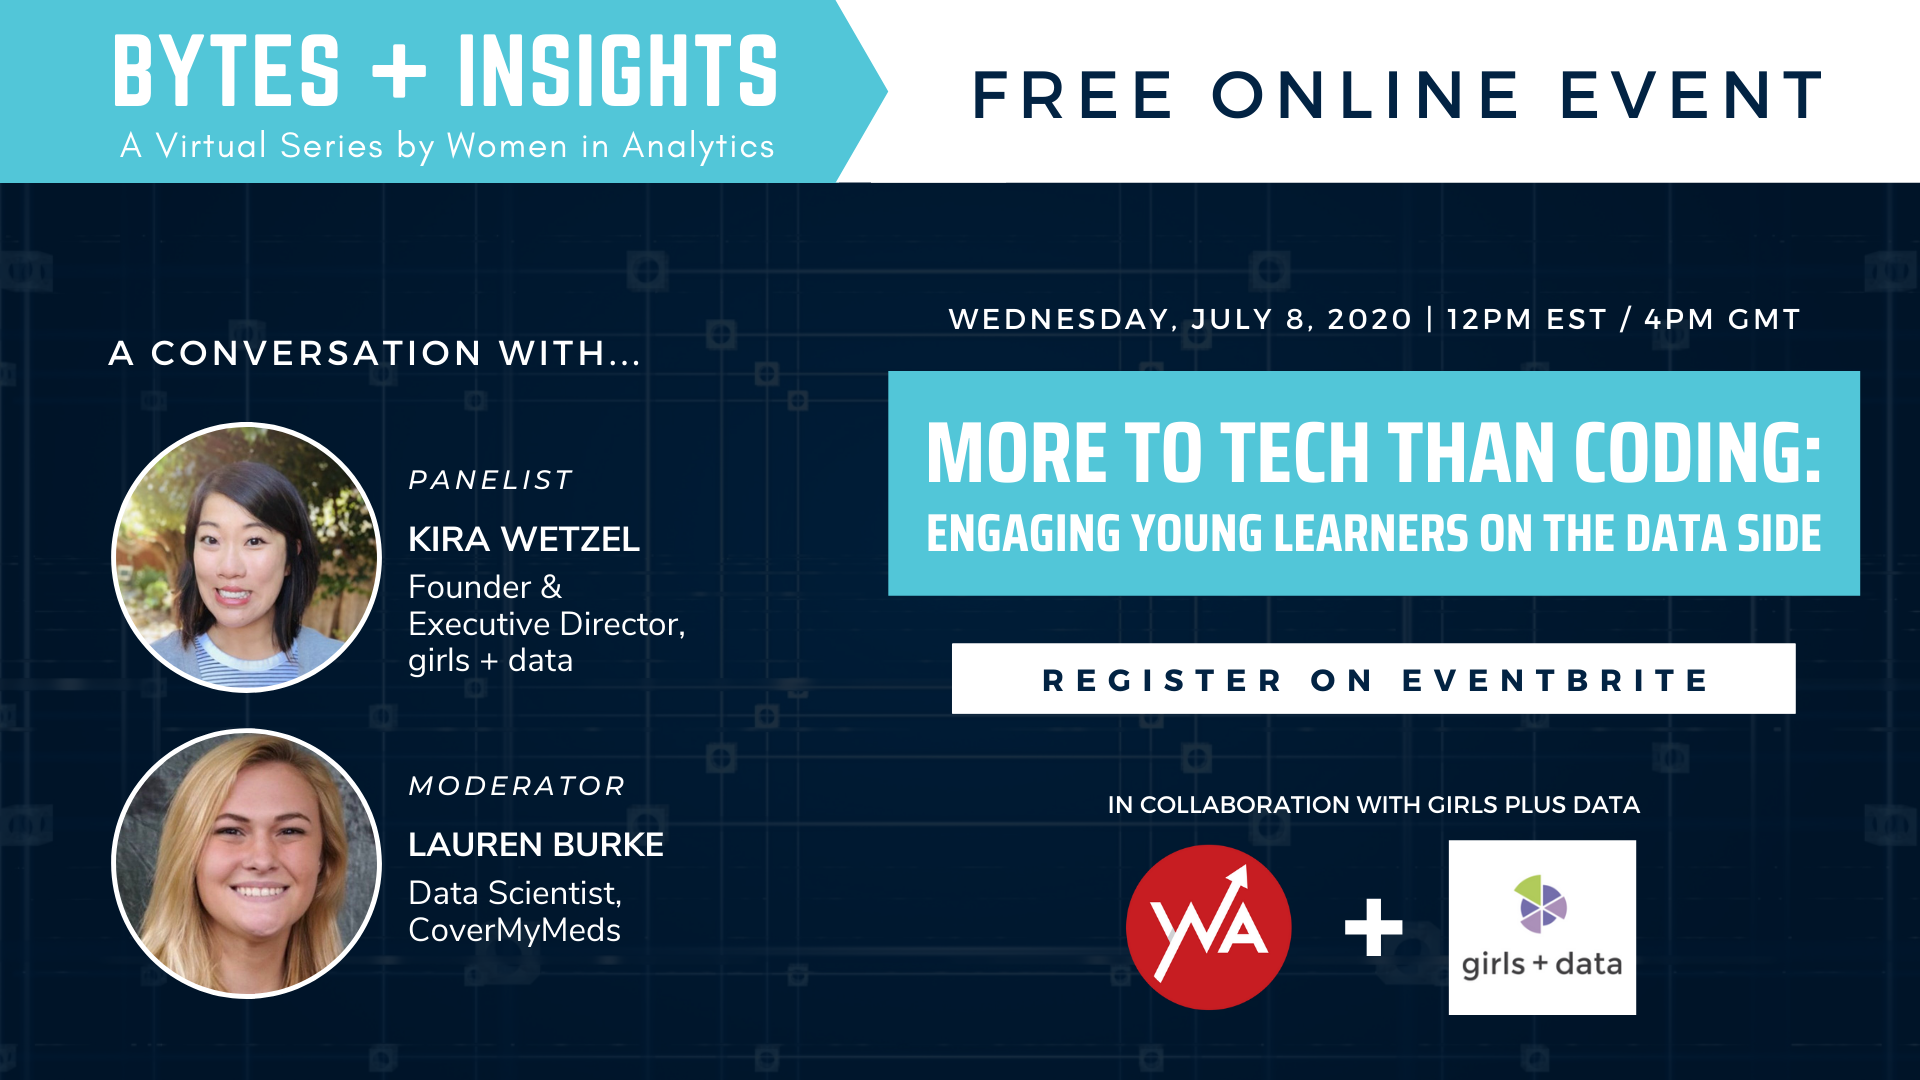 BYTES + INSIGHTS
A Virtual Series by Women in Analytics
FREE ONLINE EVENT
A CONVERSATION WITH...
PANELIST
KIRA WETZEL
Founder &
Executive Director,
girls + data
MODERATOR
LAUREN BURKE
Data Scientist,
CoverMyMeds
WEDNESDAY, JULY 8, 2020 | 12PM EST / 4PM GMT
MORE TO TECH THAN CODING:
ENGAGING YOUNG LEARNERS ON THE DATA SIDE
REGISTER ON EVENTBRITE
IN COLLABORATION WITH GIRLS PLUS DATA
WA
+
girls + data